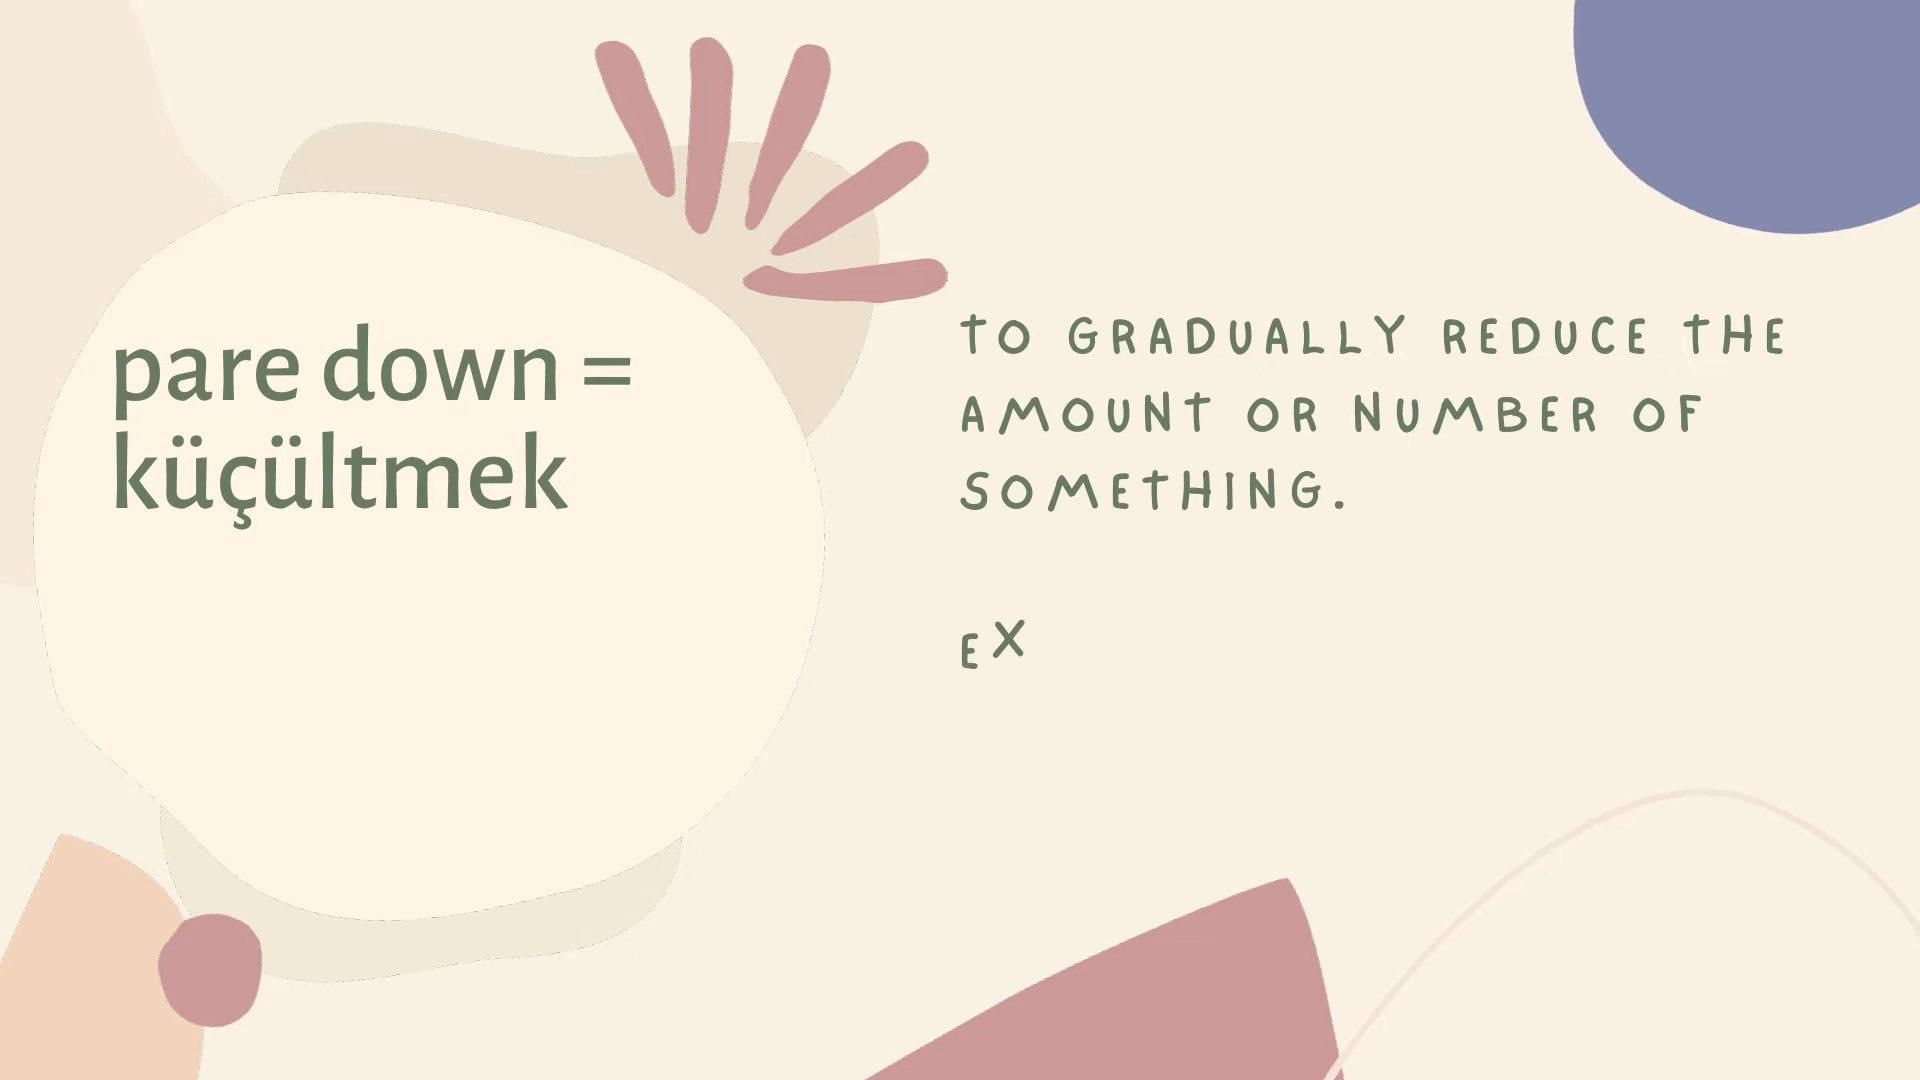 pare down =
küçültmek
TO GRADUALLY REDUCE THE
AMOUNT OR NUMBER OF
SOMETHING.
EX